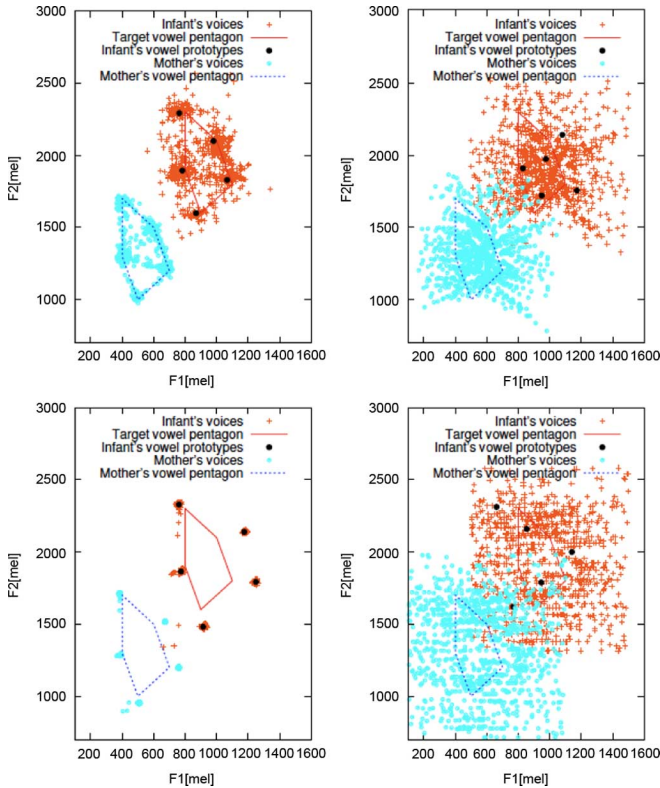 3000
Infant's voices
Target vowel pentagon
2500
Infant's vowel prototypes
Mother's voices
Mother's vowel pentagon
2000
F2[mel]
1500
1000
200 400 600 800 1000 1200 1400 1600
F1[mel]
3000
Infant's voices
Target vowel pentagon
2500
Infant's vowel prototypes
Mother's voices
Mother's vowel pentagon
2000
F2[mel]
1500
1000
200 400 600 800 1000 1200 1400 1600
F1[mel]
3000
Infant's voices
Target vowel pentagon
2500
Infant's vowel prototypes
Mother's voices
Mother's vowel pentagon
2000
F2[mel]
1500
1000
200 400 600 800 1000 1200 1400 1600
F1[mel]
3000
Infant's voices
Target vowel pentagon
2500
Infant's vowel prototypes
Mother's voices
Mother's vowel pentagon
2000
F2[mel]
1500
1000
200 400 600 800 1000 1200 1400 1600
F1[mel]